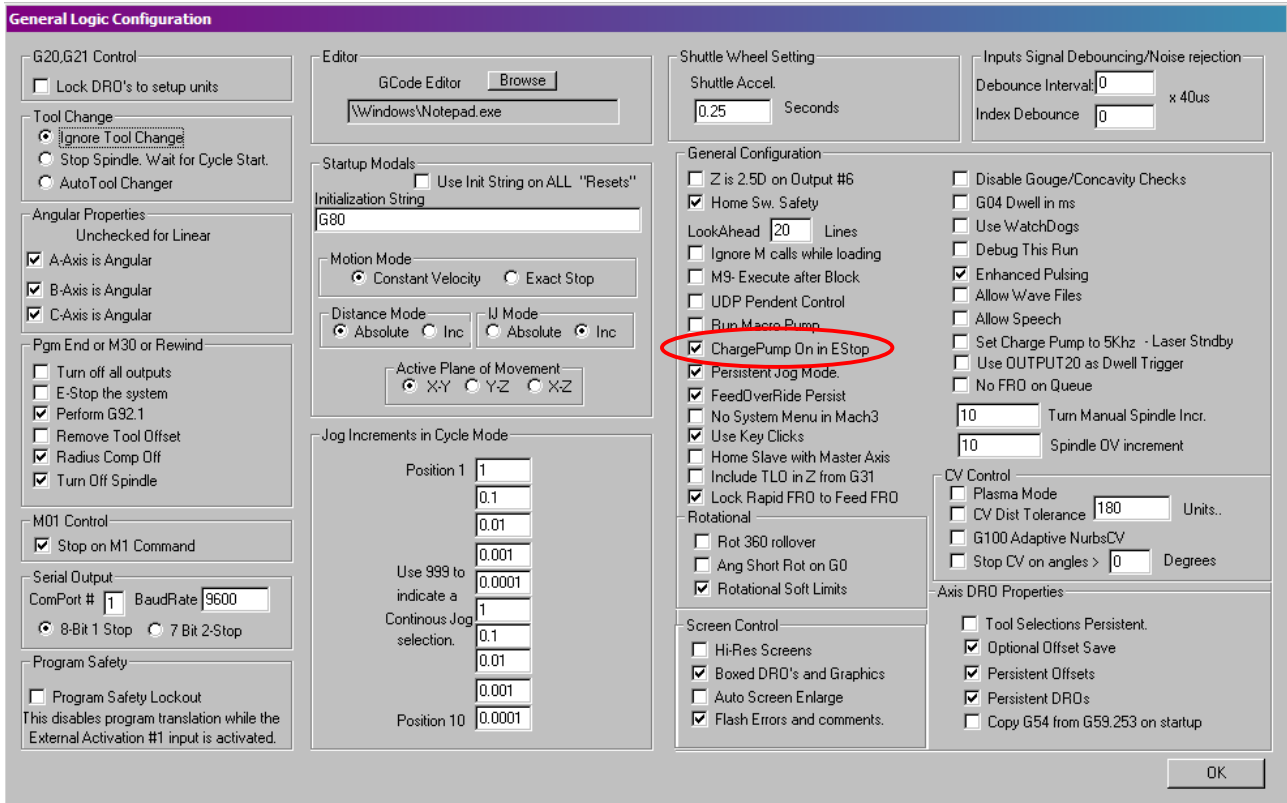 General Logic Configuration
G20,G21 Control
Lock DRO's to setup units
Tool Change
Ignore Tool Change
Stop Spindle. Wait for Cycle Start.
AutoTool Changer
Angular Properties
Unchecked for Linear
A-Axis is Angular
B-Axis is Angular
C-Axis is Angular
Pgm End or M30 or Rewind
Turn off all outputs
E-Stop the system
Perform G92.1
Remove Tool Offset
Radius Comp Off
Turn Off Spindle
M01 Control
Stop on M1 Command
Serial Output
ComPort # 1 BaudRate 9600
8-Bit 1 Stop 7 Bit 2-Stop
Program Safety
Program Safety Lockout
This disables program translation while the
External Activation #1 input is activated.
Editor
GCode Editor Browse
\Windows\Notepad.exe
Startup Modals
Use Init String on ALL "Resets"
Initialization String
G80
Motion Mode
Constant Velocity Exact Stop
Distance Mode
Absolute Inc
IJ Mode
Absolute Inc
Active Plane of Movement
X-Y Y-Z X-Z
Jog Increments in Cycle Mode
Position 1 1
0.1
0.01
0.001
Use 999 to
indicate a
Continous Jog
selection.
0.0001
1
0.1
0.01
0.001
Position 10 0.0001
Shuttle Wheel Setting
Shuttle Accel.
0.25 Seconds
Inputs Signal Debouncing/Noise rejection
Debounce Interval: 0 x 40us
Index Debounce 0
General Configuration
Z is 2.5D on Output #6
Home Sw. Safety
LookAhead 20 Lines
Ignore M calls while loading
M9- Execute after Block
UDP Pendent Control
Run Macro Pump
ChargePump On in EStop
Persistent Jog Mode.
FeedOverRide Persist
No System Menu in Mach3
Use Key Clicks
Home Slave with Master Axis
Include TLO in Z from G31
Lock Rapid FRO to Feed FRO
Disable Gouge/Concavity Checks
G04 Dwell in ms
Use WatchDogs
Debug This Run
Enhanced Pulsing
Allow Wave Files
Allow Speech
Set Charge Pump to 5Khz - Laser Stndby
Use OUTPUT20 as Dwell Trigger
No FRO on Queue
10 Turn Manual Spindle Incr.
10 Spindle OV increment
Rotational
Rot 360 rollover
Ang Short Rot on G0
Rotational Soft Limits
CV Control
Plasma Mode
CV Dist Tolerance 180 Units..
G100 Adaptive NurbsCV
Stop CV on angles > 0 Degrees
Screen Control
Hi-Res Screens
Boxed DRO's and Graphics
Auto Screen Enlarge
Flash Errors and comments.
Axis DRO Properties
Tool Selections Persistent.
Optional Offset Save
Persistent Offsets
Persistent DROs
Copy G54 from G59.253 on startup
OK